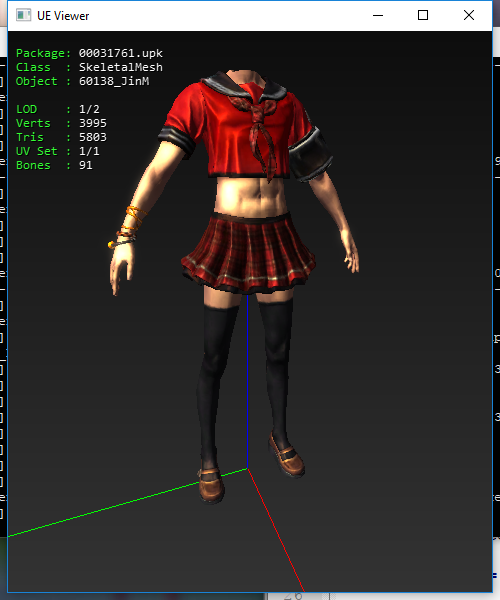 UE Viewer
Package: 00031761.upk
Class : SkeletalMesh
Object : 60138_JinM
LOD : 1/2
Verts : 3995
Tris : 5803
UV Set : 1/1
Bones : 91